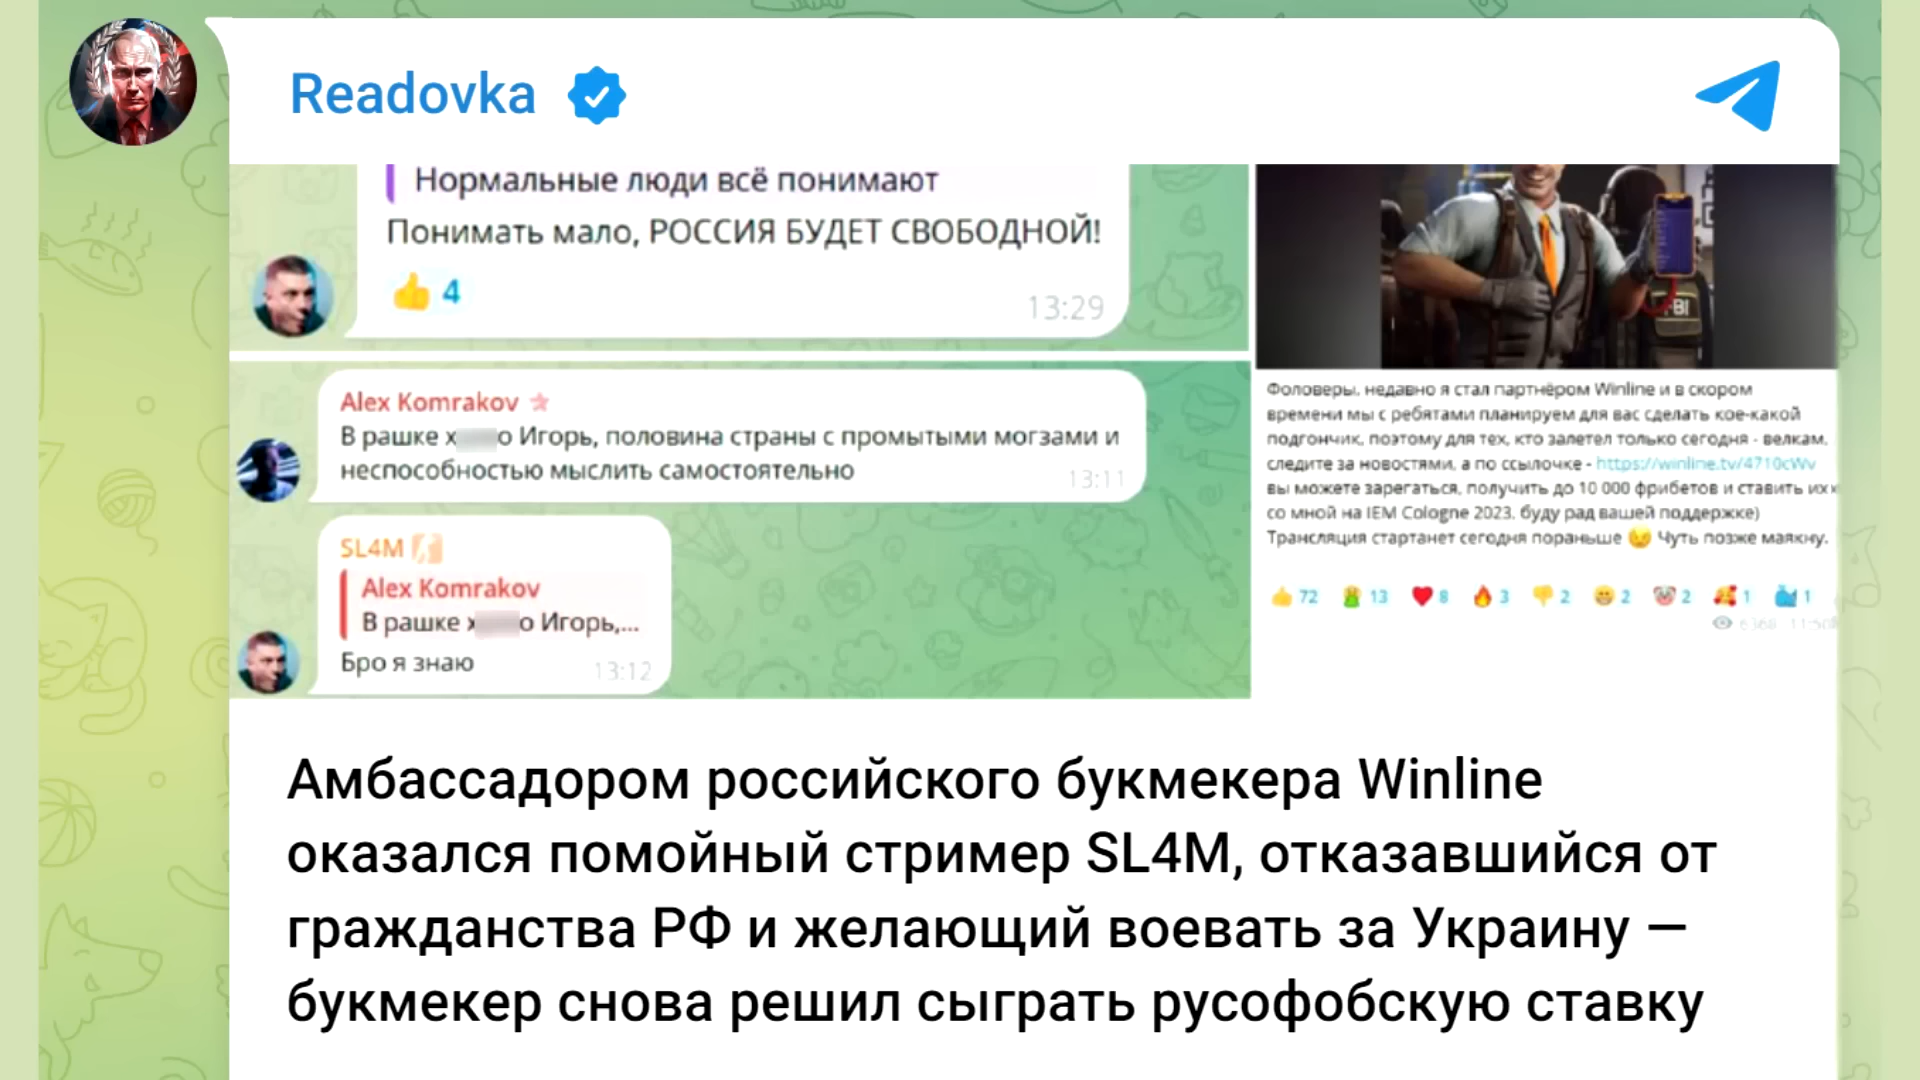 Readovka
Нормальные люди всё понимают
Понимать мало, РОССИЯ БУДЕТ СВОБОДНОЙ!
4
13:29
Alex Komrakov
В рашке х о Игорь, половина страны с промытыми могзами и
неспособностью мыслить самостоятельно
13:11
SL4M
Alex Komrakov
В рашке х о Игорь,...
Бро я знаю
13:12
BI
Фоловеры, недавно я стал партнёром Winline и в скором
времени мы с ребятами планируем для вас сделать кое-какой
подгончик, поэтому для тех, кто залетел только сегодня - велкам,
следите за новостями, а по ссылочке - https://winline.tv/4710cWv
вы можете зарегаться, получить до 10 000 фрибетов и ставить их
со мной на IEM Cologne 2023, буду рад вашей поддержке)
Трансляция стартанет сегодня пораньше Чуть позже маякну.
72 13 8 3 2 2 2 1 1
Амбассадором российского букмекера Winline
оказался помойный стример SL4M, отказавшийся от
гражданства РФ и желающий воевать за Украину —
букмекер снова решил сыграть русофобскую ставку